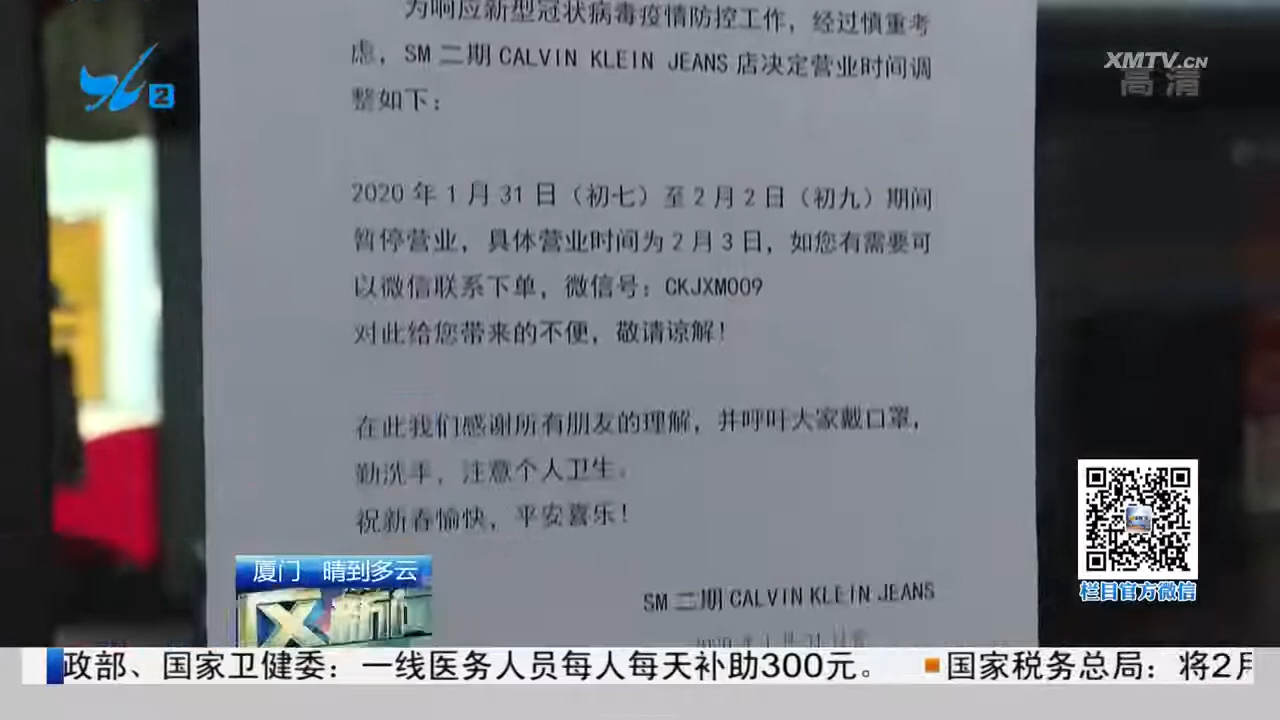 为响应新型冠状病毒疫情防控工作，经过慎重考
虑，SM 二期 CALVIN KLEIN JEANS 店决定营业时间调
整如下：
2020 年 1 月 31 日（初七）至 2 月 2 日（初九）期间
暂停营业，具体营业时间为 2 月 3 日，如您有需要可
以微信联系下单，微信号：CKJXM009
对此给您带来的不便，敬请谅解！
在此我们感谢所有朋友的理解，并呼吁大家戴口罩，
勤洗手，注意个人卫生。
祝新春愉快，平安喜乐！
SM 二期 CALVIN KLEIN JEANS
2
XMTV.CN
高清
栏目官方微信
厦门 晴到多云
政部、国家卫健委：一线医务人员每人每天补助300元。 国家税务总局：将2月